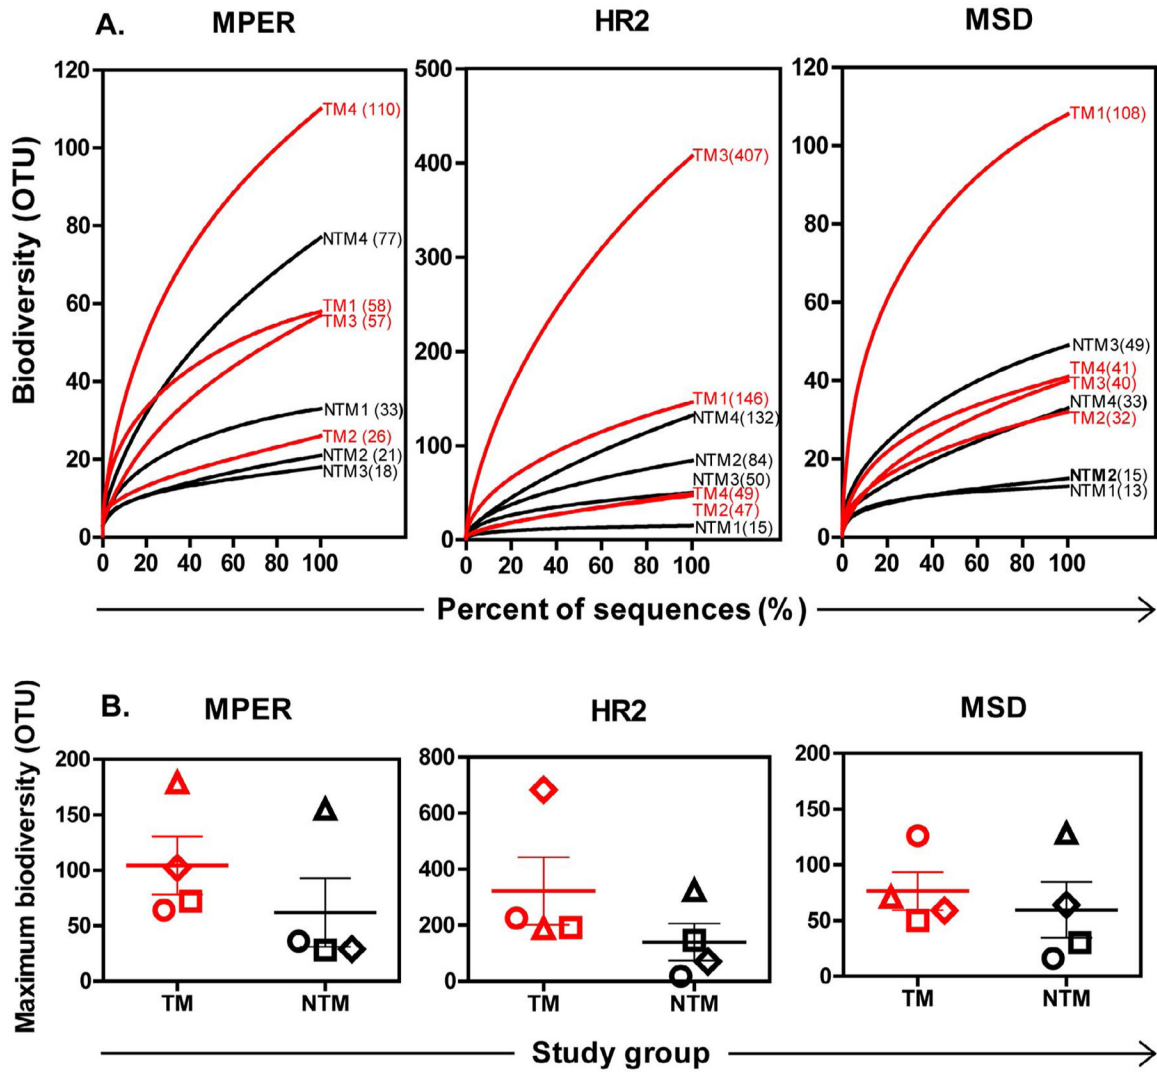 A.
MPER
HR2
MSD
Biodiversity (OTU)
120
100
80
60
40
20
0
0 20 40 60 80 100
TM4 (110)
NTM4 (77)
TM1 (58)
TM3 (57)
NTM1 (33)
TM2 (26)
NTM2 (21)
NTM3(18)
500
400
300
200
100
0
0 20 40 60 80 100
TM3(407)
TM1(146)
NTM4(132)
NTM2(84)
NTM3(50)
TM4(49)
TM2(47)
NTM1(15)
120
100
80
60
40
20
0
0 20 40 60 80 100
TM1(108)
NTM3(49)
TM4(41)
TM3(40)
NTM4(33)
TM2(32)
NTM2(15)
NTM1(13)
Percent of sequences (%)
B.
MPER
HR2
MSD
Maximum biodiversity (OTU)
200
150
100
50
0
TM NTM
800
600
400
200
0
TM NTM
200
150
100
50
0
TM NTM
Study group